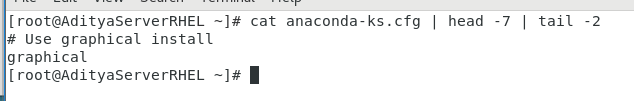 [root@AdityaServerRHEL ~]# cat anaconda-ks.cfg | head -7 | tail -2
# Use graphical install
graphical
[root@AdityaServerRHEL ~]#